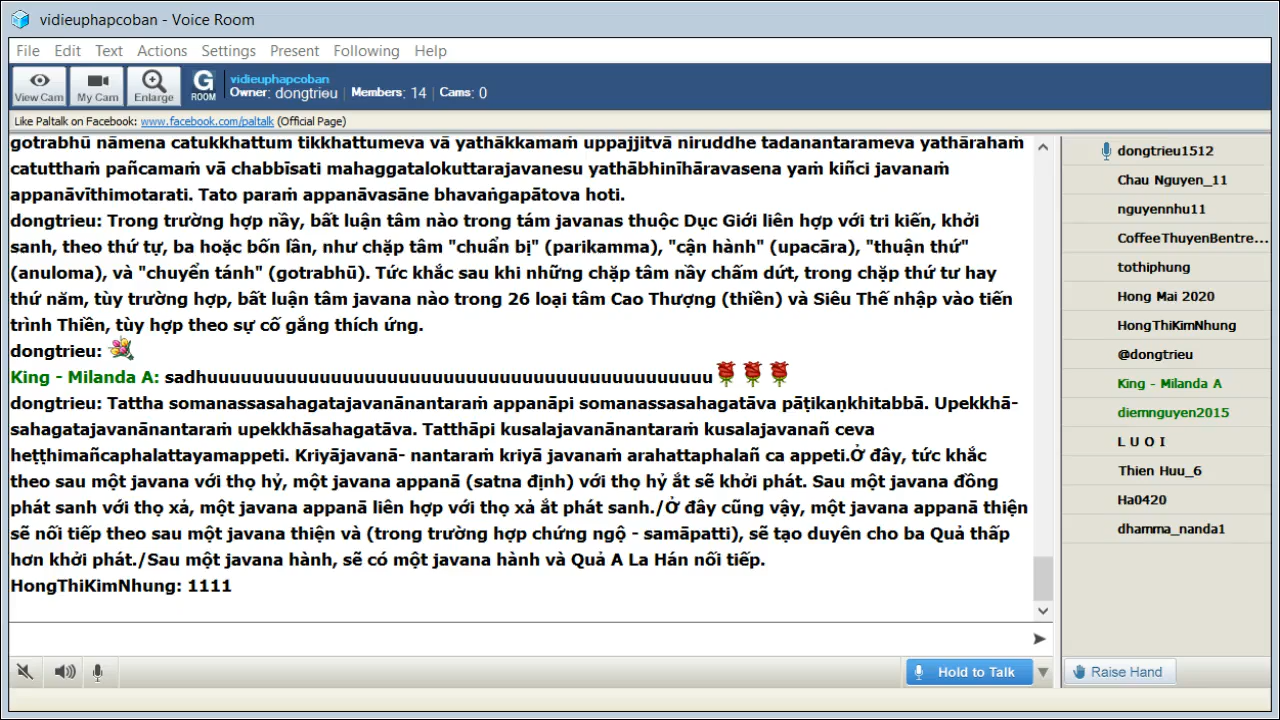 vidieuphapcoban - Voice Room
File Edit Text Actions Settings Present Following Help
View Cam My Cam Enlarge G ROOM
vidieuphapcoban
Owner: dongtrieu | Members: 14 | Cams: 0
Like Paltalk on Facebook: www.facebook.com/paltalk (Official Page)
gotrabhū nāmena catukkhattum tikkhattumeva vā yathākkamaṁ uppajjitvā niruddhe tadanantarameva yathārahaṁ
catutthaṁ pañcamaṁ vā chabbīsati mahaggatalokuttarajavanesu yathābhinīhāravasena yaṁ kiñci javanaṁ
appanāvīthimotarati. Tato paraṁ appanāvasāne bhavaṅgapātova hoti.
dongtrieu: Trong trường hợp nầy, bất luận tâm nào trong tám javanas thuộc Dục Giới liên hợp với tri kiến, khởi
sanh, theo thứ tự, ba hoặc bốn lần, như chặp tâm "chuẩn bị" (parikamma), "cận hành" (upacāra), "thuận thứ"
(anuloma), và "chuyển tánh" (gotrabhū). Tức khắc sau khi những chặp tâm nầy chấm dứt, trong chặp thứ tư hay
thứ năm, tùy trường hợp, bất luận tâm javana nào trong 26 loại tâm Cao Thượng (thiền) và Siêu Thế nhập vào tiến
trình Thiền, tùy hợp theo sự cố gắng thích ứng.
dongtrieu:
King - Milanda A: sadhuuuuuuuuuuuuuuuuuuuuuuuuuuuuuuuuuuuuuuuuuuuuuuuuuuuuuu
dongtrieu: Tattha somanassasahagatajavanānantaraṁ appanāpi somanassasahagatāva pāṭikaṇkhitabbā. Upekkhā-
sahagatajavanānantaraṁ upekkhāsahagatāva. Tatthāpi kusalajavanānantaraṁ kusalajavanañ ceva
heṭṭhimañcaphalattayamappeti. Kriyājavanā- nantaraṁ kriyā javanaṁ arahattaphalañ ca appeti.Ở đây, tức khắc
theo sau một javana với thọ hỷ, một javana appanā (satna định) với thọ hỷ ắt sẽ khởi phát. Sau một javana đồng
phát sanh với thọ xả, một javana appanā liên hợp với thọ xả ắt phát sanh./Ở đây cũng vậy, một javana appanā thiện
sẽ nối tiếp theo sau một javana thiện và (trong trường hợp chứng ngộ - samāpatti), sẽ tạo duyên cho ba Quả thấp
hơn khởi phát./Sau một javana hành, sẽ có một javana hành và Quả A La Hán nối tiếp.
HongThiKimNhung: 1111
dongtrieu1512
Chau Nguyen_11
nguyennhu11
CoffeeThuyenBentre...
tothiphung
Hong Mai 2020
HongThiKimNhung
@dongtrieu
King - Milanda A
diemnguyen2015
L U O I
Thien Huu_6
Ha0420
dhamma_nanda1
Hold to Talk
Raise Hand